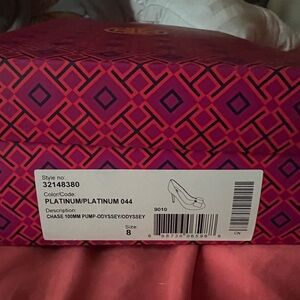 Style no:
32148380
Color/Code:
PLATINUM/PLATINUM 044
Description:
CHASE 100MM PUMP-ODYSSEY/ODYSSEY
Size:
8
9010